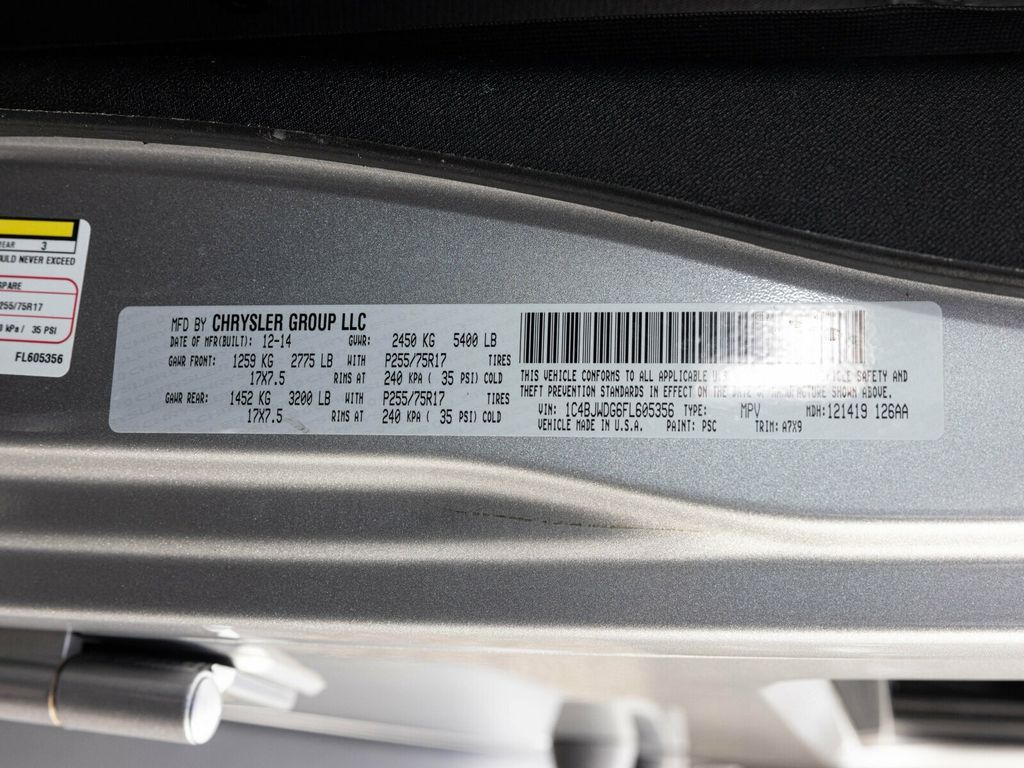 EAR 3
ULD NEVER EXCEED
SPARE
255/75R17
kPa / 35 PSI
FL605356
MFD BY CHRYSLER GROUP LLC
DATE OF MFR(BUILT): 12-14 GVWR: 2450 KG 5400 LB
GAWR FRONT: 1259 KG 2775 LB WITH P255/75R17 TIRES
17X7.5 RIMS AT 240 KPA ( 35 PSI) COLD
GAWR REAR: 1452 KG 3200 LB WITH P255/75R17 TIRES
17X7.5 RIMS AT 240 KPA ( 35 PSI) COLD
THIS VEHICLE CONFORMS TO ALL APPLICABLE U.S SAFETY AND
THEFT PREVENTION STANDARDS IN EFFECT ON THE DATE OF MANUFACTURE SHOWN ABOVE.
VIN: 1C4BJWDG6FL605356 TYPE: MPV MDH: 121419 126AA
VEHICLE MADE IN U.S.A. PAINT: PSC TRIM: A7X9